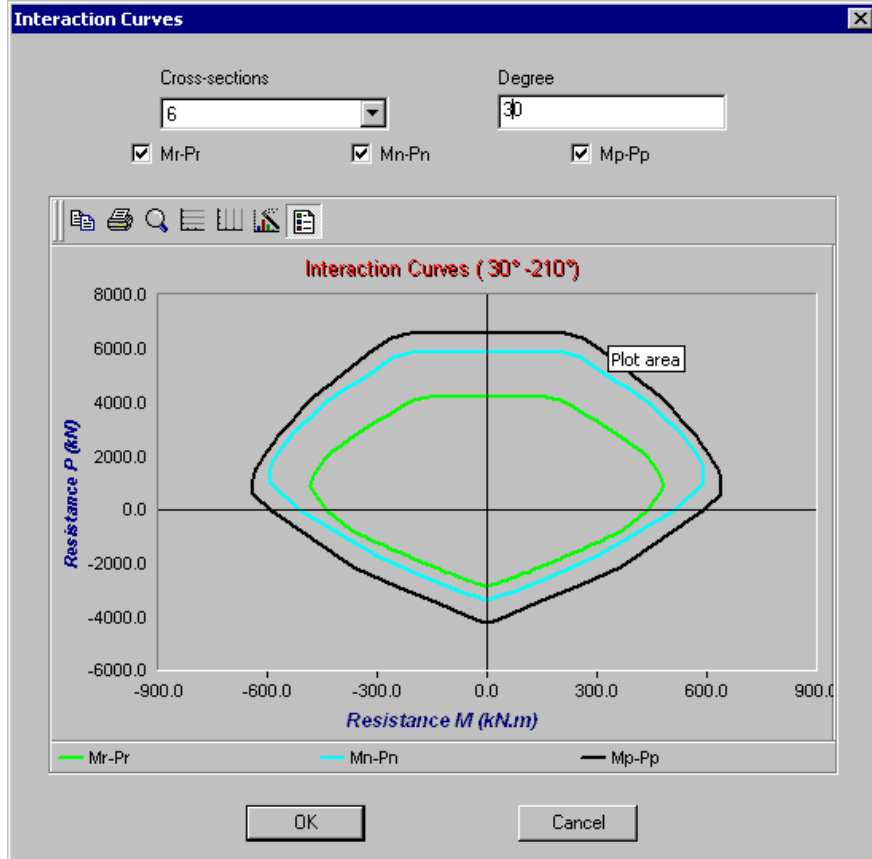 Interaction Curves
Cross-sections Degree
6 30
Mr-Pr Mn-Pn Mp-Pp
Interaction Curves ( 30° -210°)
8000.0
6000.0
4000.0
2000.0
0.0
-2000.0
-4000.0
-6000.0
Resistance P (kN)
Plot area
-900.0 -600.0 -300.0 0.0 300.0 600.0 900.0
Resistance M (kN.m)
Mr-Pr Mn-Pn Mp-Pp
OK Cancel